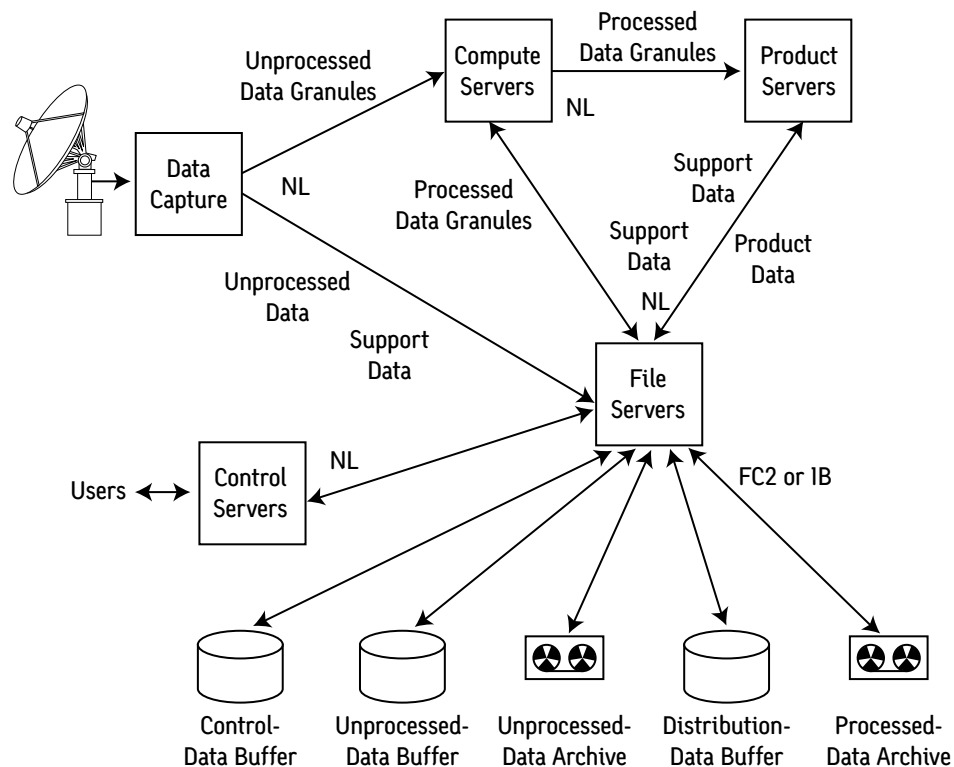 Processed
Data Granules
Unprocessed
Data Granules
Compute
Servers
Product
Servers
NL
Data
Capture
NL
Processed
Data Granules
Support
Data
Support
Data
Product
Data
Unprocessed
Data
NL
Support
Data
File
Servers
NL
FC2 or IB
Users
Control
Servers
Control-
Data Buffer
Unprocessed-
Data Buffer
Unprocessed-
Data Archive
Distribution-
Data Buffer
Processed-
Data Archive